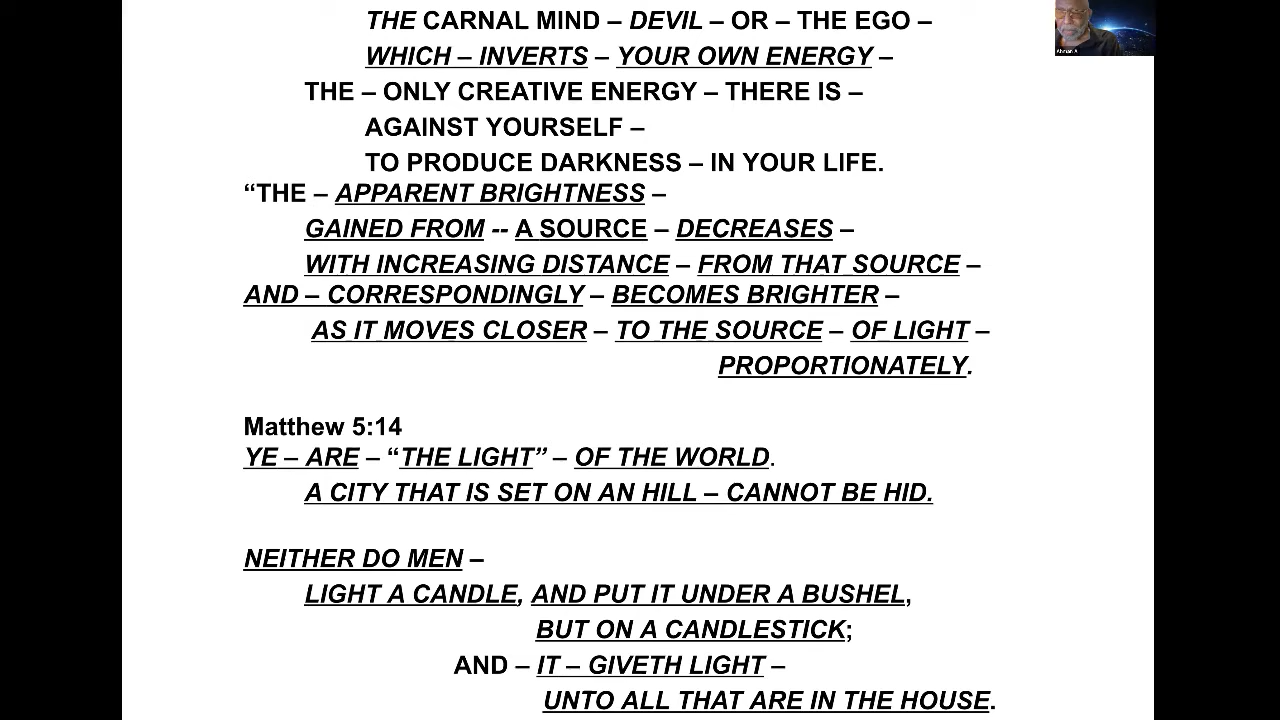 THE CARNAL MIND – DEVIL – OR – THE EGO –
WHICH – INVERTS – YOUR OWN ENERGY –
THE – ONLY CREATIVE ENERGY – THERE IS –
AGAINST YOURSELF –
TO PRODUCE DARKNESS – IN YOUR LIFE.
“THE – APPARENT BRIGHTNESS –
GAINED FROM -- A SOURCE – DECREASES –
WITH INCREASING DISTANCE – FROM THAT SOURCE –
AND – CORRESPONDINGLY – BECOMES BRIGHTER –
AS IT MOVES CLOSER – TO THE SOURCE – OF LIGHT –
PROPORTIONATELY.
Matthew 5:14
YE – ARE – “THE LIGHT” – OF THE WORLD.
A CITY THAT IS SET ON AN HILL – CANNOT BE HID.
NEITHER DO MEN –
LIGHT A CANDLE, AND PUT IT UNDER A BUSHEL,
BUT ON A CANDLESTICK;
AND – IT – GIVETH LIGHT –
UNTO ALL THAT ARE IN THE HOUSE.